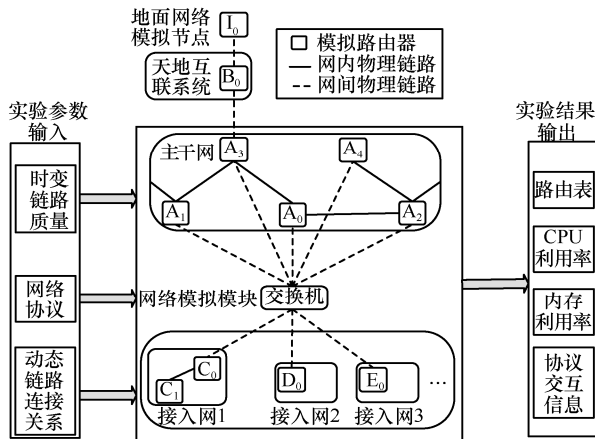 地面网络
模拟节点
I0
天地互
联系统
B0
模拟路由器
网内物理链路
网间物理链路
实验参数
输入
时变
链路
质量
网络
协议
动态
链路
连接
关系
主干网
A3
A4
A1
A0
A2
网络模拟模块
交换机
C0
C1
D0
E0
…
接入网1
接入网2
接入网3
实验结果
输出
路由表
CPU
利用率
内存
利用率
协议
交互
信息